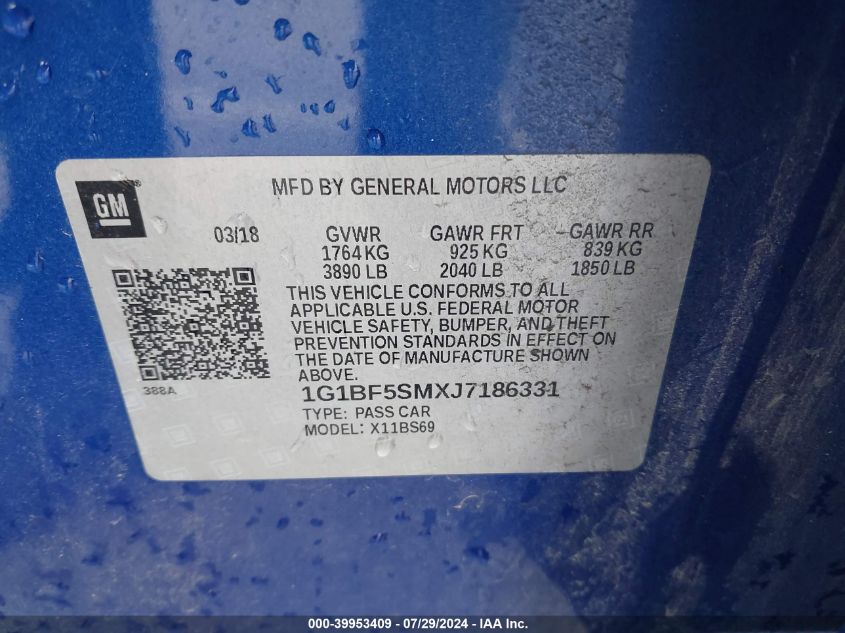 GM
MFD BY GENERAL MOTORS LLC
03/18 GVWR GAWR FRT GAWR RR
1764 KG 925 KG 839 KG
3890 LB 2040 LB 1850 LB
THIS VEHICLE CONFORMS TO ALL
APPLICABLE U.S. FEDERAL MOTOR
VEHICLE SAFETY, BUMPER, AND THEFT
PREVENTION STANDARDS IN EFFECT ON
THE DATE OF MANUFACTURE SHOWN
ABOVE.
388A
1G1BF5SMXJ7186331
TYPE: PASS CAR
MODEL: X11BS69
000-39953409 - 07/29/2024 - IAA Inc.